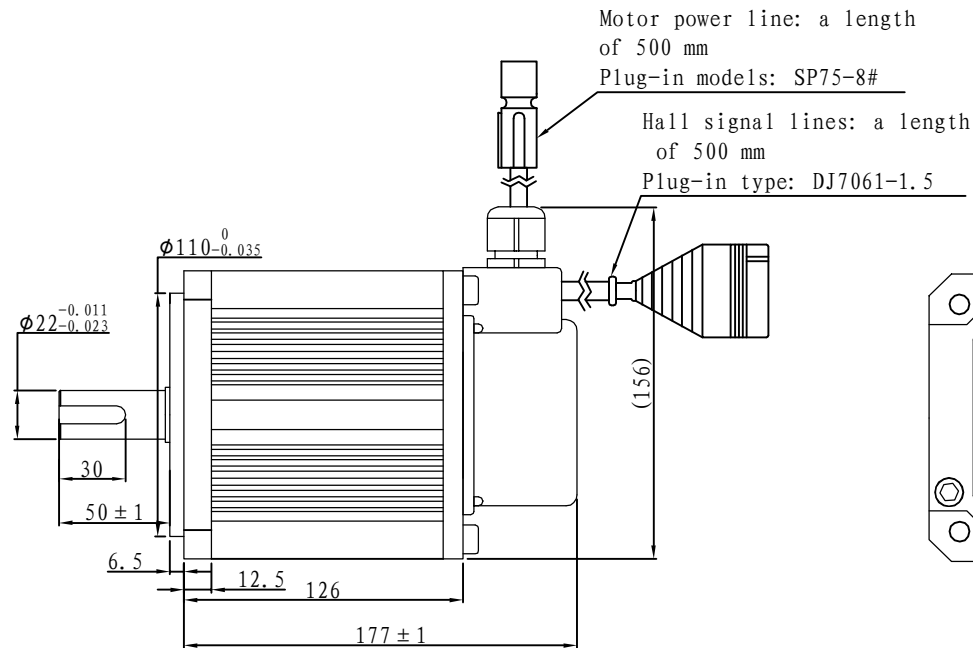 Motor power line: a length
of 500 mm
Plug-in models: SP75-8#
Hall signal lines: a length
of 500 mm
Plug-in type: DJ7061-1.5
ϕ110 0 -0.035
ϕ22 -0.011 -0.023
(156)
30
50±1
6.5
12.5
126
177±1